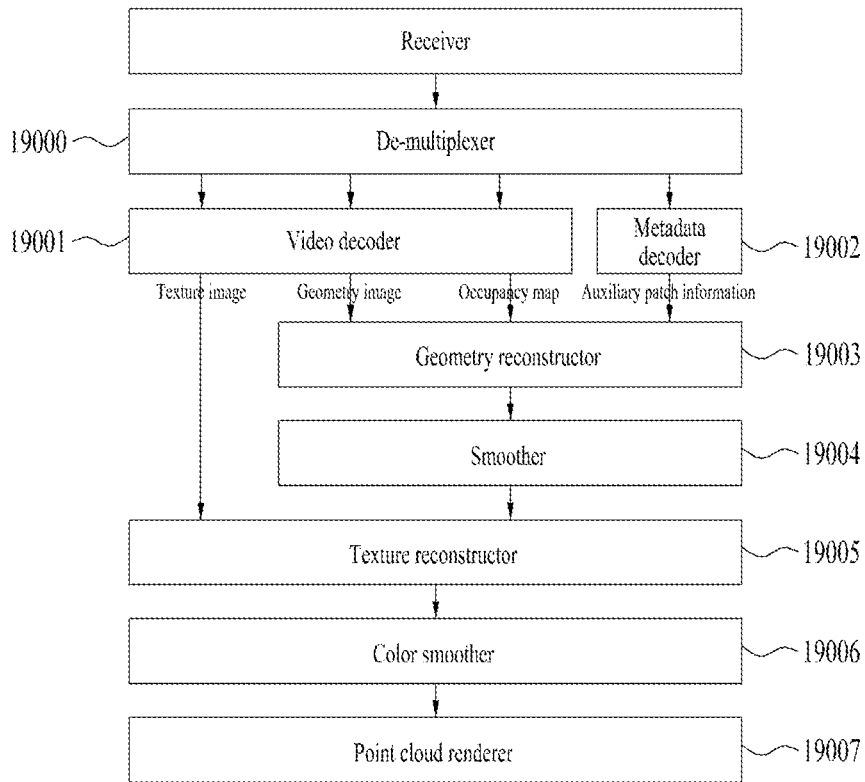 Receiver
19000
De-multiplexer
19001
Video decoder
Metadata
decoder
19002
Texture image
Geometry image
Occupancy map
Auxiliary patch information
Geometry reconstructor
19003
Smoother
19004
Texture reconstructor
19005
Color smoother
19006
Point cloud renderer
19007